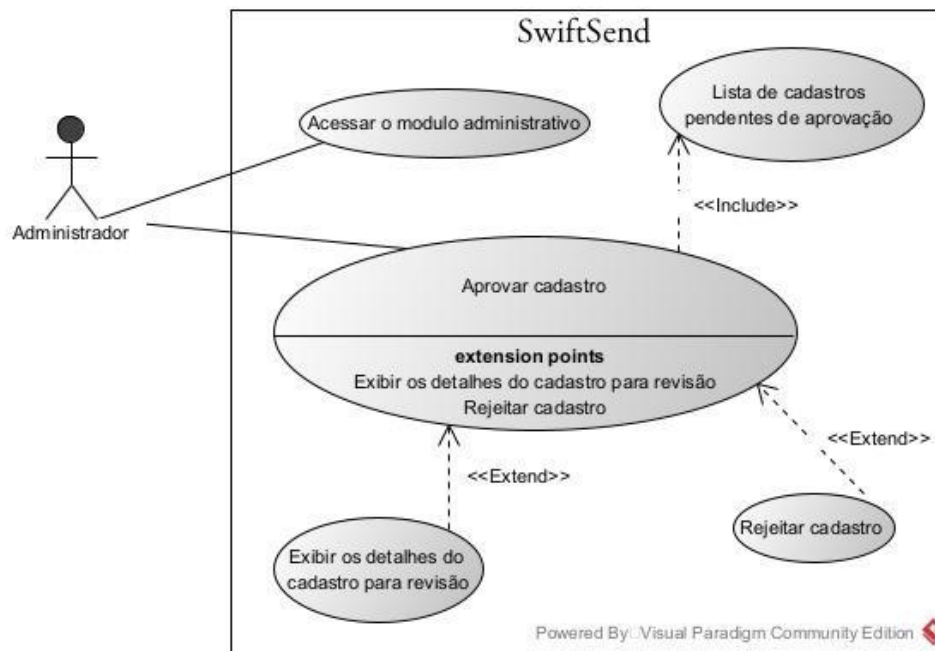 SwiftSend
Lista de cadastros
pendentes de aprovação
Acessar o modulo administrativo
<<Include>>
Administrador
Aprovar cadastro
extension points
Exibir os detalhes do cadastro para revisão
Rejeitar cadastro
<<Extend>>
<<Extend>>
Rejeitar cadastro
Exibir os detalhes do
cadastro para revisão
Powered By Visual Paradigm Community Edition